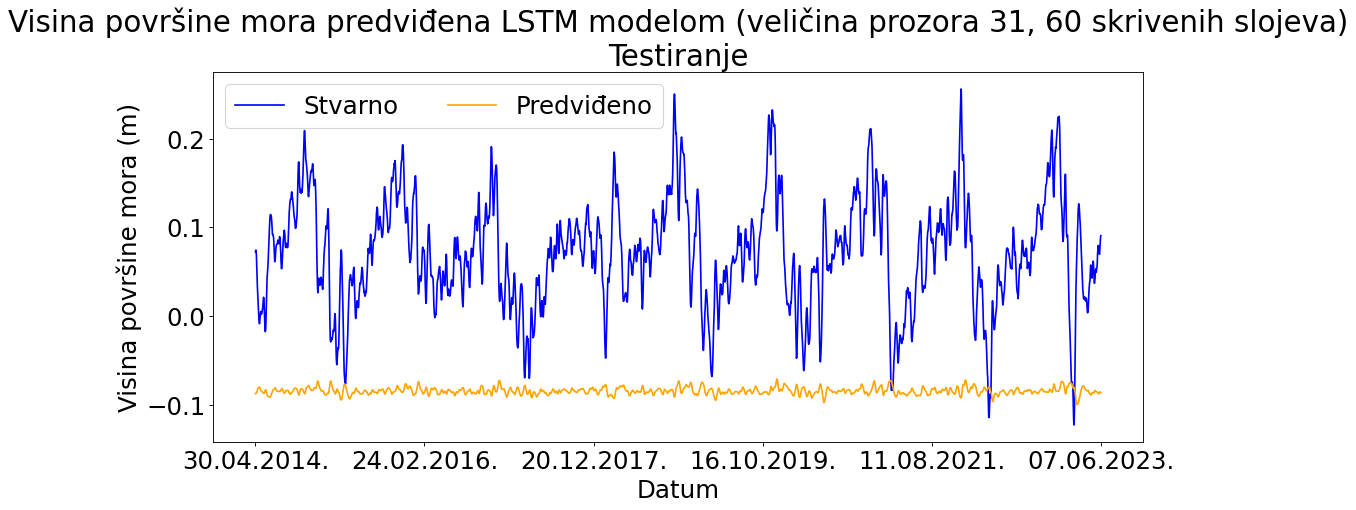 Visina površine mora predviđena LSTM modelom (veličina prozora 31, 60 skrivenih slojeva)
Testiranje
Stvarno Predviđeno
Visina površine mora (m)
0.2
0.1
0.0
−0.1
30.04.2014. 24.02.2016. 20.12.2017. 16.10.2019. 11.08.2021. 07.06.2023.
Datum